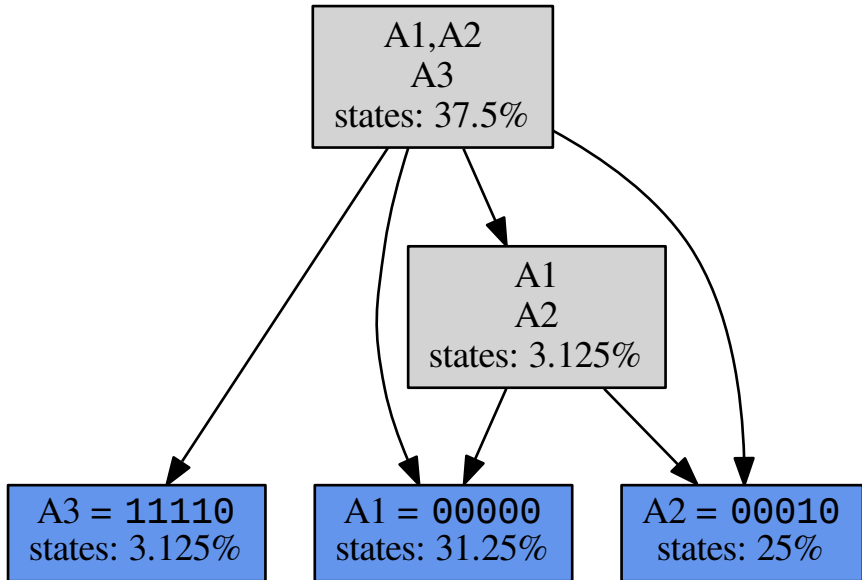 A1,A2
A3
states: 37.5%
A1
A2
states: 3.125%
A3 = 11110
states: 3.125%
A1 = 00000
states: 31.25%
A2 = 00010
states: 25%